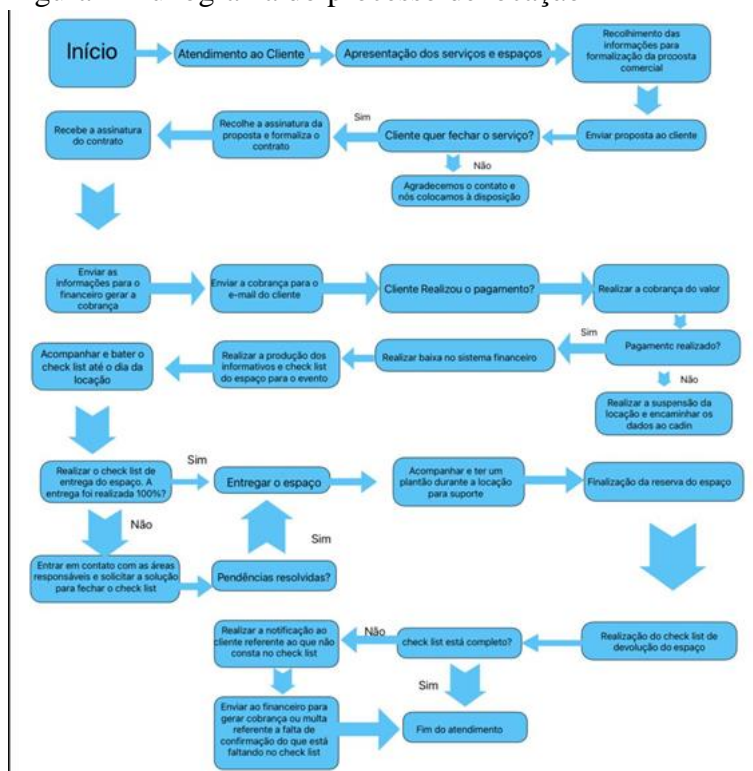 Início
Atendimento ao Cliente
Apresentação dos serviços e espaços
Recolhimento das
informações para
formalização da proposta
comercial
Recebe a assinatura
do contrato
Recolhe a assinatura da
proposta e formaliza o
contrato
Sim
Cliente quer fechar o serviço?
Enviar proposta ao cliente
Não
Agradecemos o contato e
nós colocamos à disposição
Enviar as
informações para o
financeiro gerar a
cobrança
Enviar a cobrança para o
e-mail do cliente
Cliente Realizou o pagamento?
Realizar a cobrança do valor
Acompanhar e bater o
check list até o dia da
locação
Realizar a produção dos
informativos e check list
do espaço para o evento
Realizar baixa no sistema financeiro
Sim
Pagamento realizado?
Não
Realizar a suspensão da
locação e encaminhar os
dados ao cadin
Realizar o check list de
entrega do espaço. A
entrega foi realizada 100%?
Sim
Entregar o espaço
Acompanhar e ter um
plantão durante a locação
para suporte
Finalização da reserva do espaço
Não
Sim
Entrar em contato com as áreas
responsáveis e solicitar a solução
para fechar o check list
Pendências resolvidas?
Realizar a notificação ao
cliente referente ao que não
consta no check list
Não
check list está completo?
Realização do check list de
devolução do espaço
Sim
Enviar ao financeiro para
gerar cobrança ou multa
referente a falta de
confirmação do que está
faltando no check list
Fim do atendimento